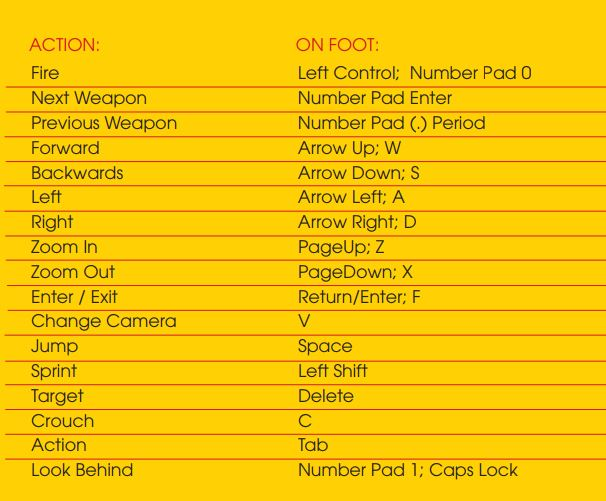 ACTION: ON FOOT:
Fire Left Control; Number Pad 0
Next Weapon Number Pad Enter
Previous Weapon Number Pad (.) Period
Forward Arrow Up; W
Backwards Arrow Down; S
Left Arrow Left; A
Right Arrow Right; D
Zoom In PageUp; Z
Zoom Out PageDown; X
Enter / Exit Return/Enter; F
Change Camera V
Jump Space
Sprint Left Shift
Target Delete
Crouch C
Action Tab
Look Behind Number Pad 1; Caps Lock